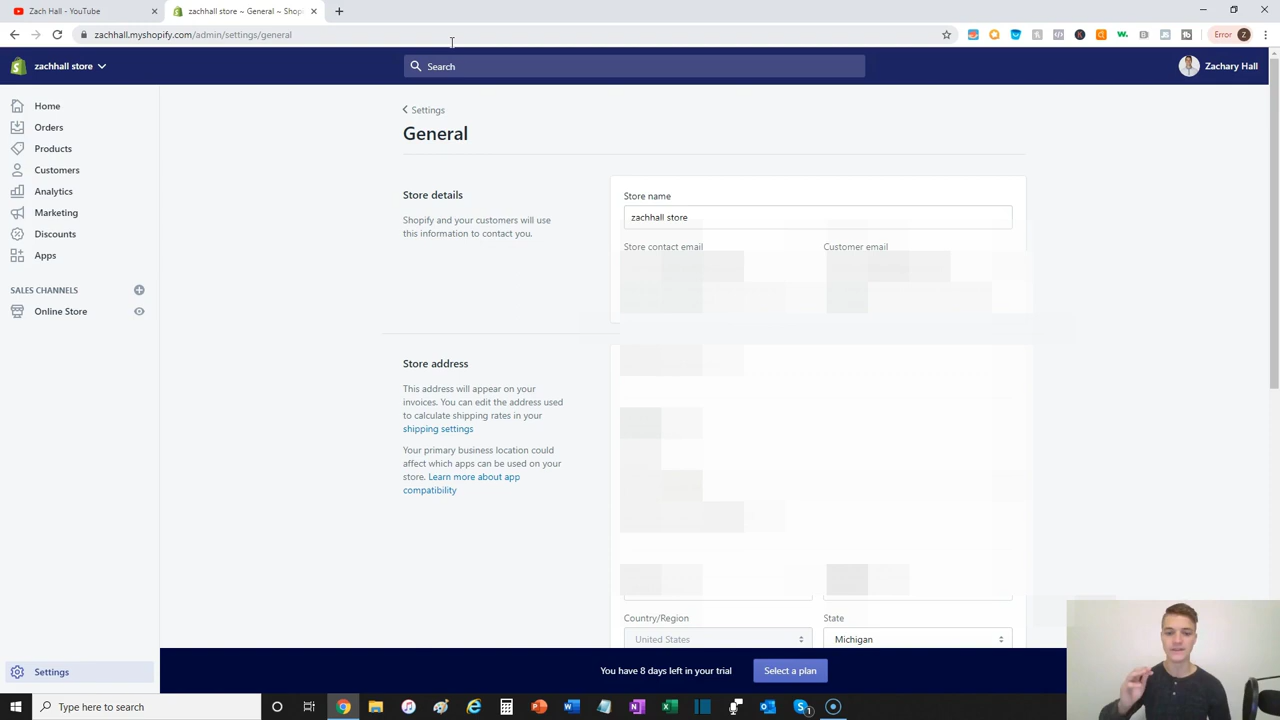 Zach Hall - YouTube
zachhall store ~ General ~ Shopi
zachhall.myshopify.com/admin/settings/general
Error
Z
zachhall store
Search
Zachary Hall
Home
Orders
Products
Customers
Analytics
Marketing
Discounts
Apps
SALES CHANNELS
Online Store
Settings
Settings
General
Store details
Shopify and your customers will use
this information to contact you.
Store name
zachhall store
Store contact email
Customer email
Store address
This address will appear on your
invoices. You can edit the address used
to calculate shipping rates in your
shipping settings
Your primary business location could
affect which apps can be used on your
store. Learn more about app
compatibility
Country/Region
United States
State
Michigan
You have 8 days left in your trial
Select a plan
Type here to search